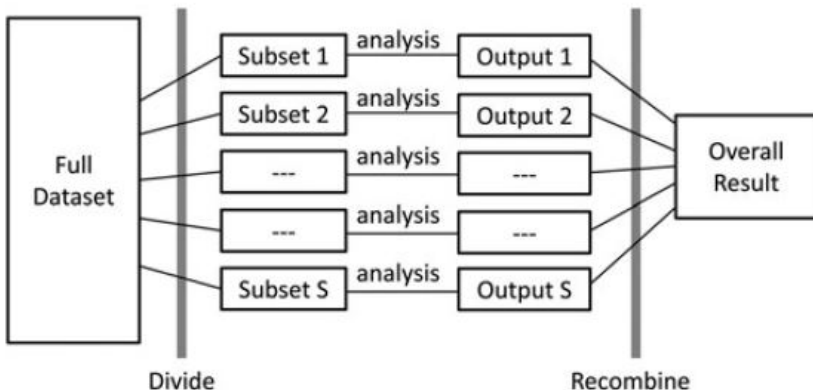 Full
Dataset
Subset 1
analysis
Output 1
Subset 2
analysis
Output 2
---
analysis
---
---
analysis
---
Subset S
analysis
Output S
Overall
Result
Divide
Recombine